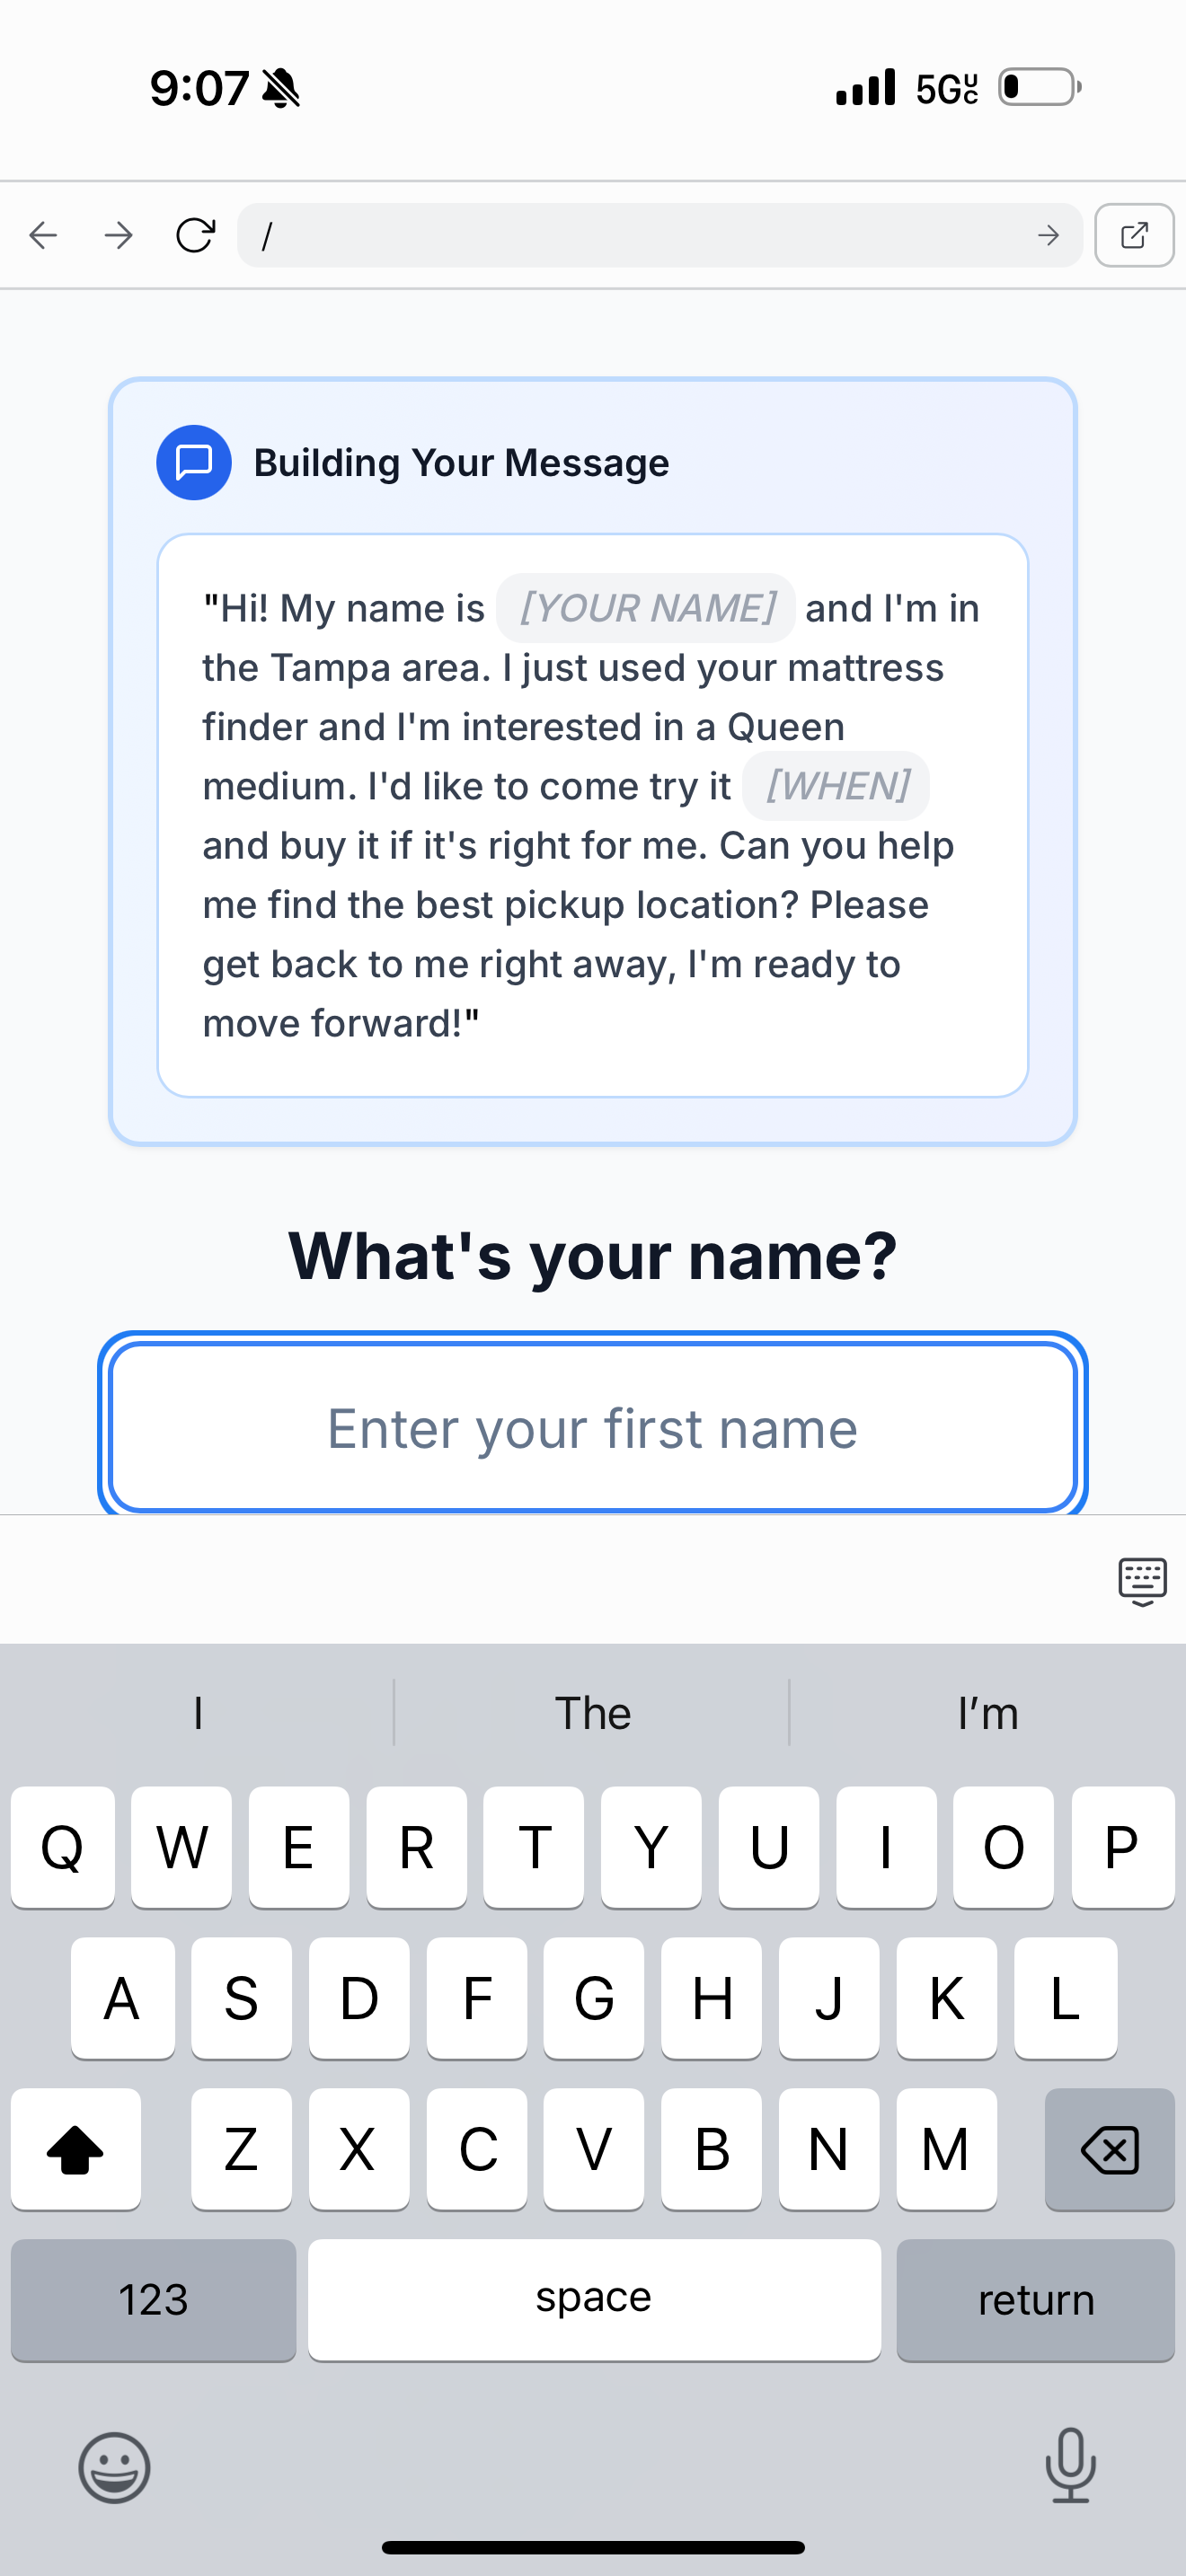 9:07
5GUC
/
Building Your Message
"Hi! My name is [YOUR NAME] and I'm in
the Tampa area. I just used your mattress
finder and I'm interested in a Queen
medium. I'd like to come try it [WHEN]
and buy it if it's right for me. Can you help
me find the best pickup location? Please
get back to me right away, I'm ready to
move forward!"
What's your name?
Enter your first name
I The I’m
Q W E R T Y U I O P
A S D F G H J K L
Z X C V B N M
123 space return